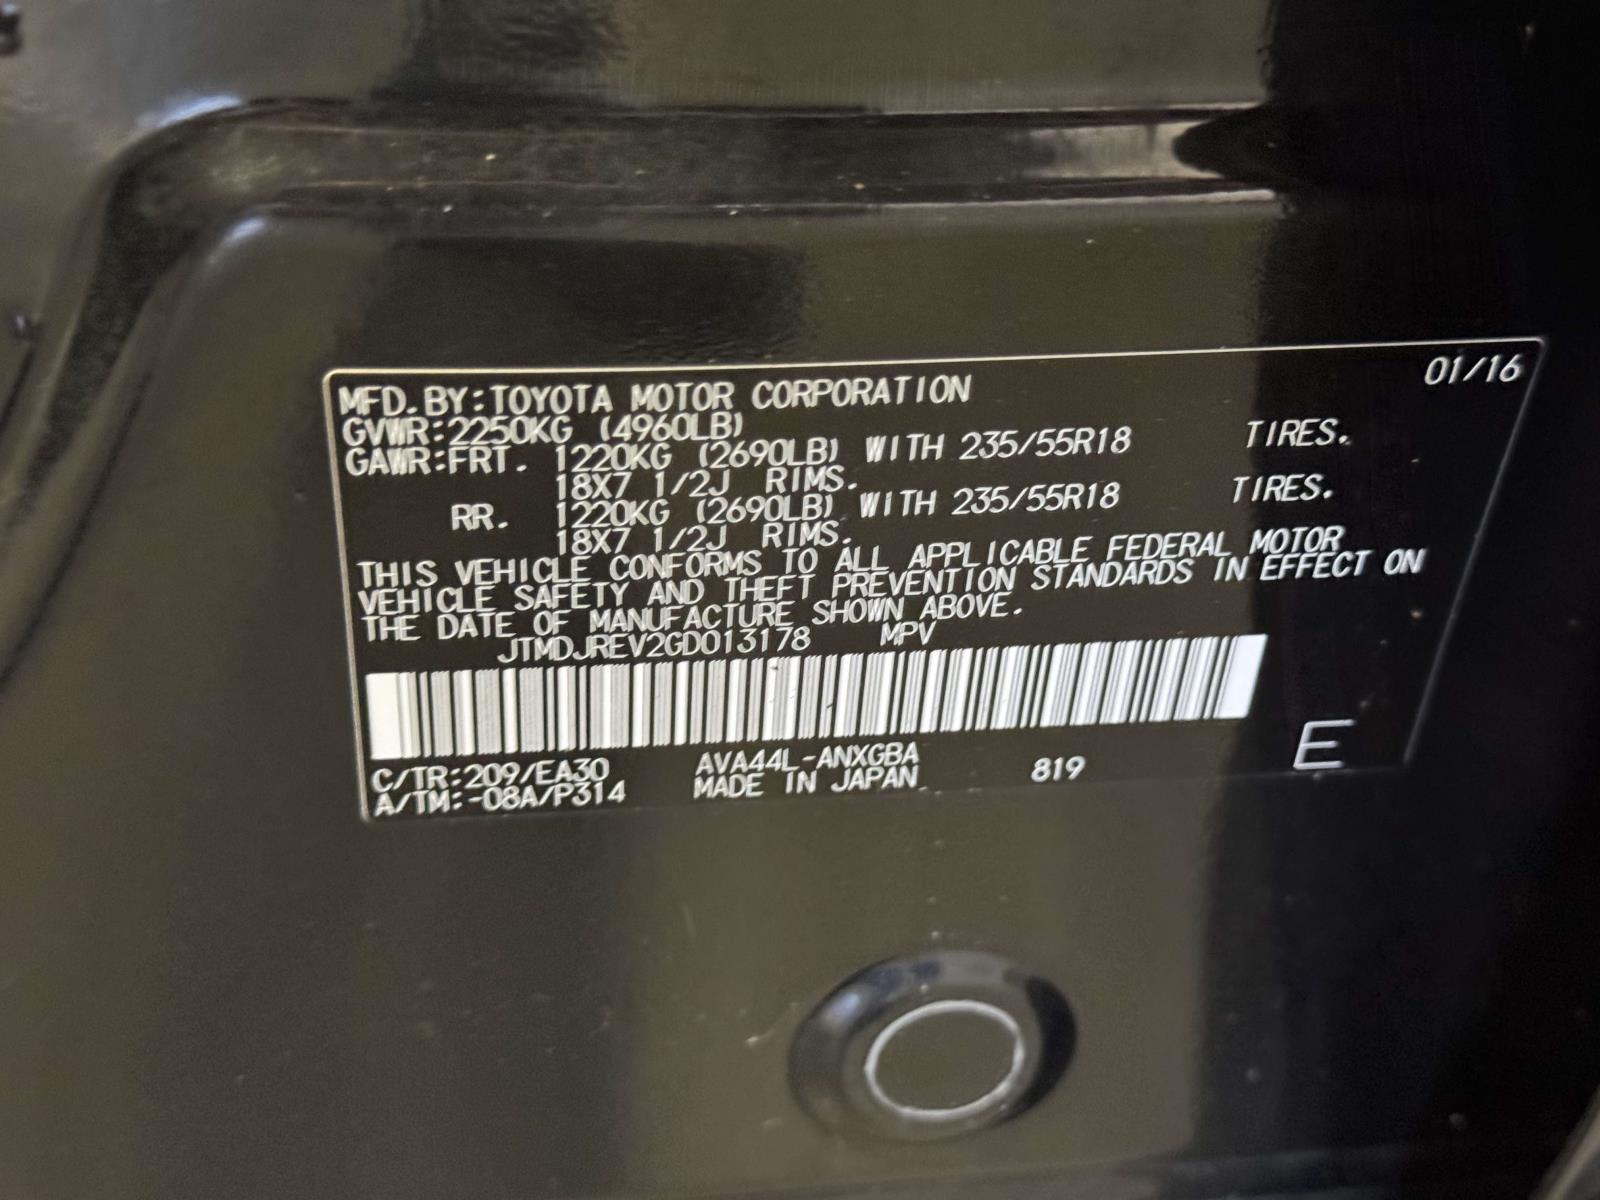 01/16
MFD. BY:TOYOTA MOTOR CORPORATION
GVWR:2250KG (4960LB)
GAWR:FRT. 1220KG (2690LB) WITH 235/55R18 TIRES.
18X7 1/2J RIMS.
RR. 1220KG (2690LB) WITH 235/55R18 TIRES.
18X7 1/2J RIMS.
THIS VEHICLE CONFORMS TO ALL APPLICABLE FEDERAL MOTOR
VEHICLE SAFETY AND THEFT PREVENTION STANDARDS IN EFFECT ON
THE DATE OF MANUFACTURE SHOWN ABOVE.
JTMDJREV2GD013178 MPV
C/TR:209/EA30 AVA44L-ANXGBA 819 E
A/TM:-08A/P314 MADE IN JAPAN